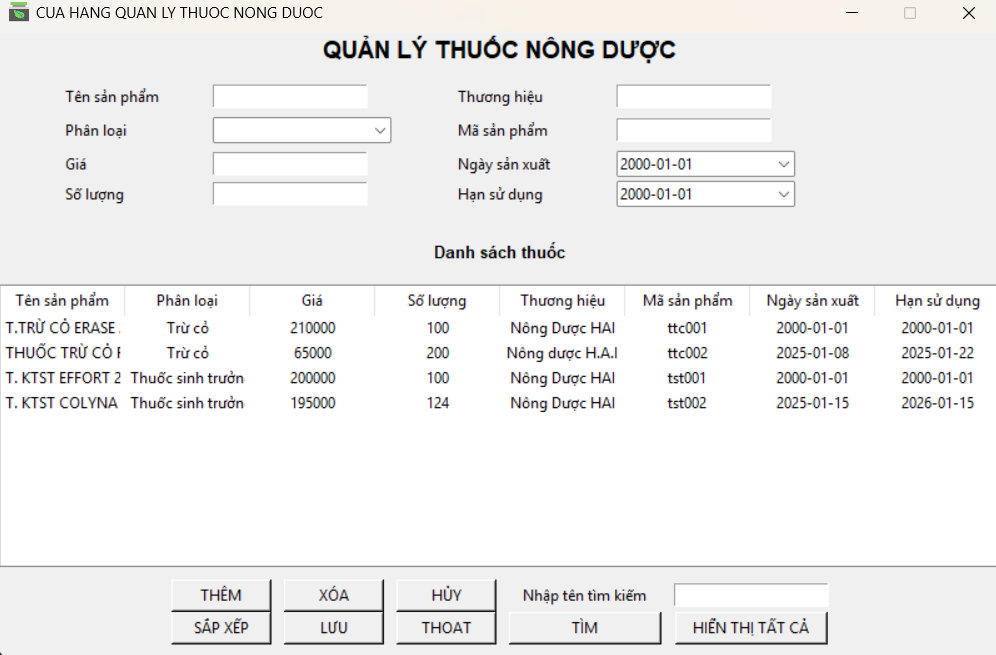 CUA HANG QUAN LY THUOC NONG DUOC
QUẢN LÝ THUỐC NÔNG DƯỢC
Tên sản phẩm Thương hiệu
Phân loại Mã sản phẩm
Giá Ngày sản xuất 2000-01-01
Số lượng Hạn sử dụng 2000-01-01
Danh sách thuốc
Tên sản phẩm Phân loại Giá Số lượng Thương hiệu Mã sản phẩm Ngày sản xuất Hạn sử dụng
T.TRỪ CỎ ERASE Trừ cỏ 210000 100 Nông Dược HAI ttc001 2000-01-01 2000-01-01
THUỐC TRỪ CỎ Trừ cỏ 65000 200 Nông dược H.A.I ttc002 2025-01-08 2025-01-22
T. KTST EFFORT 2 Thuốc sinh trưởn 200000 100 Nông Dược HAI tst001 2000-01-01 2000-01-01
T. KTST COLYNA Thuốc sinh trưởn 195000 124 Nông Dược HAI tst002 2025-01-15 2026-01-15
THÊM XÓA HỦY Nhập tên tìm kiếm
SẮP XẾP LƯU THOAT TÌM HIỂN THỊ TẤT CẢ